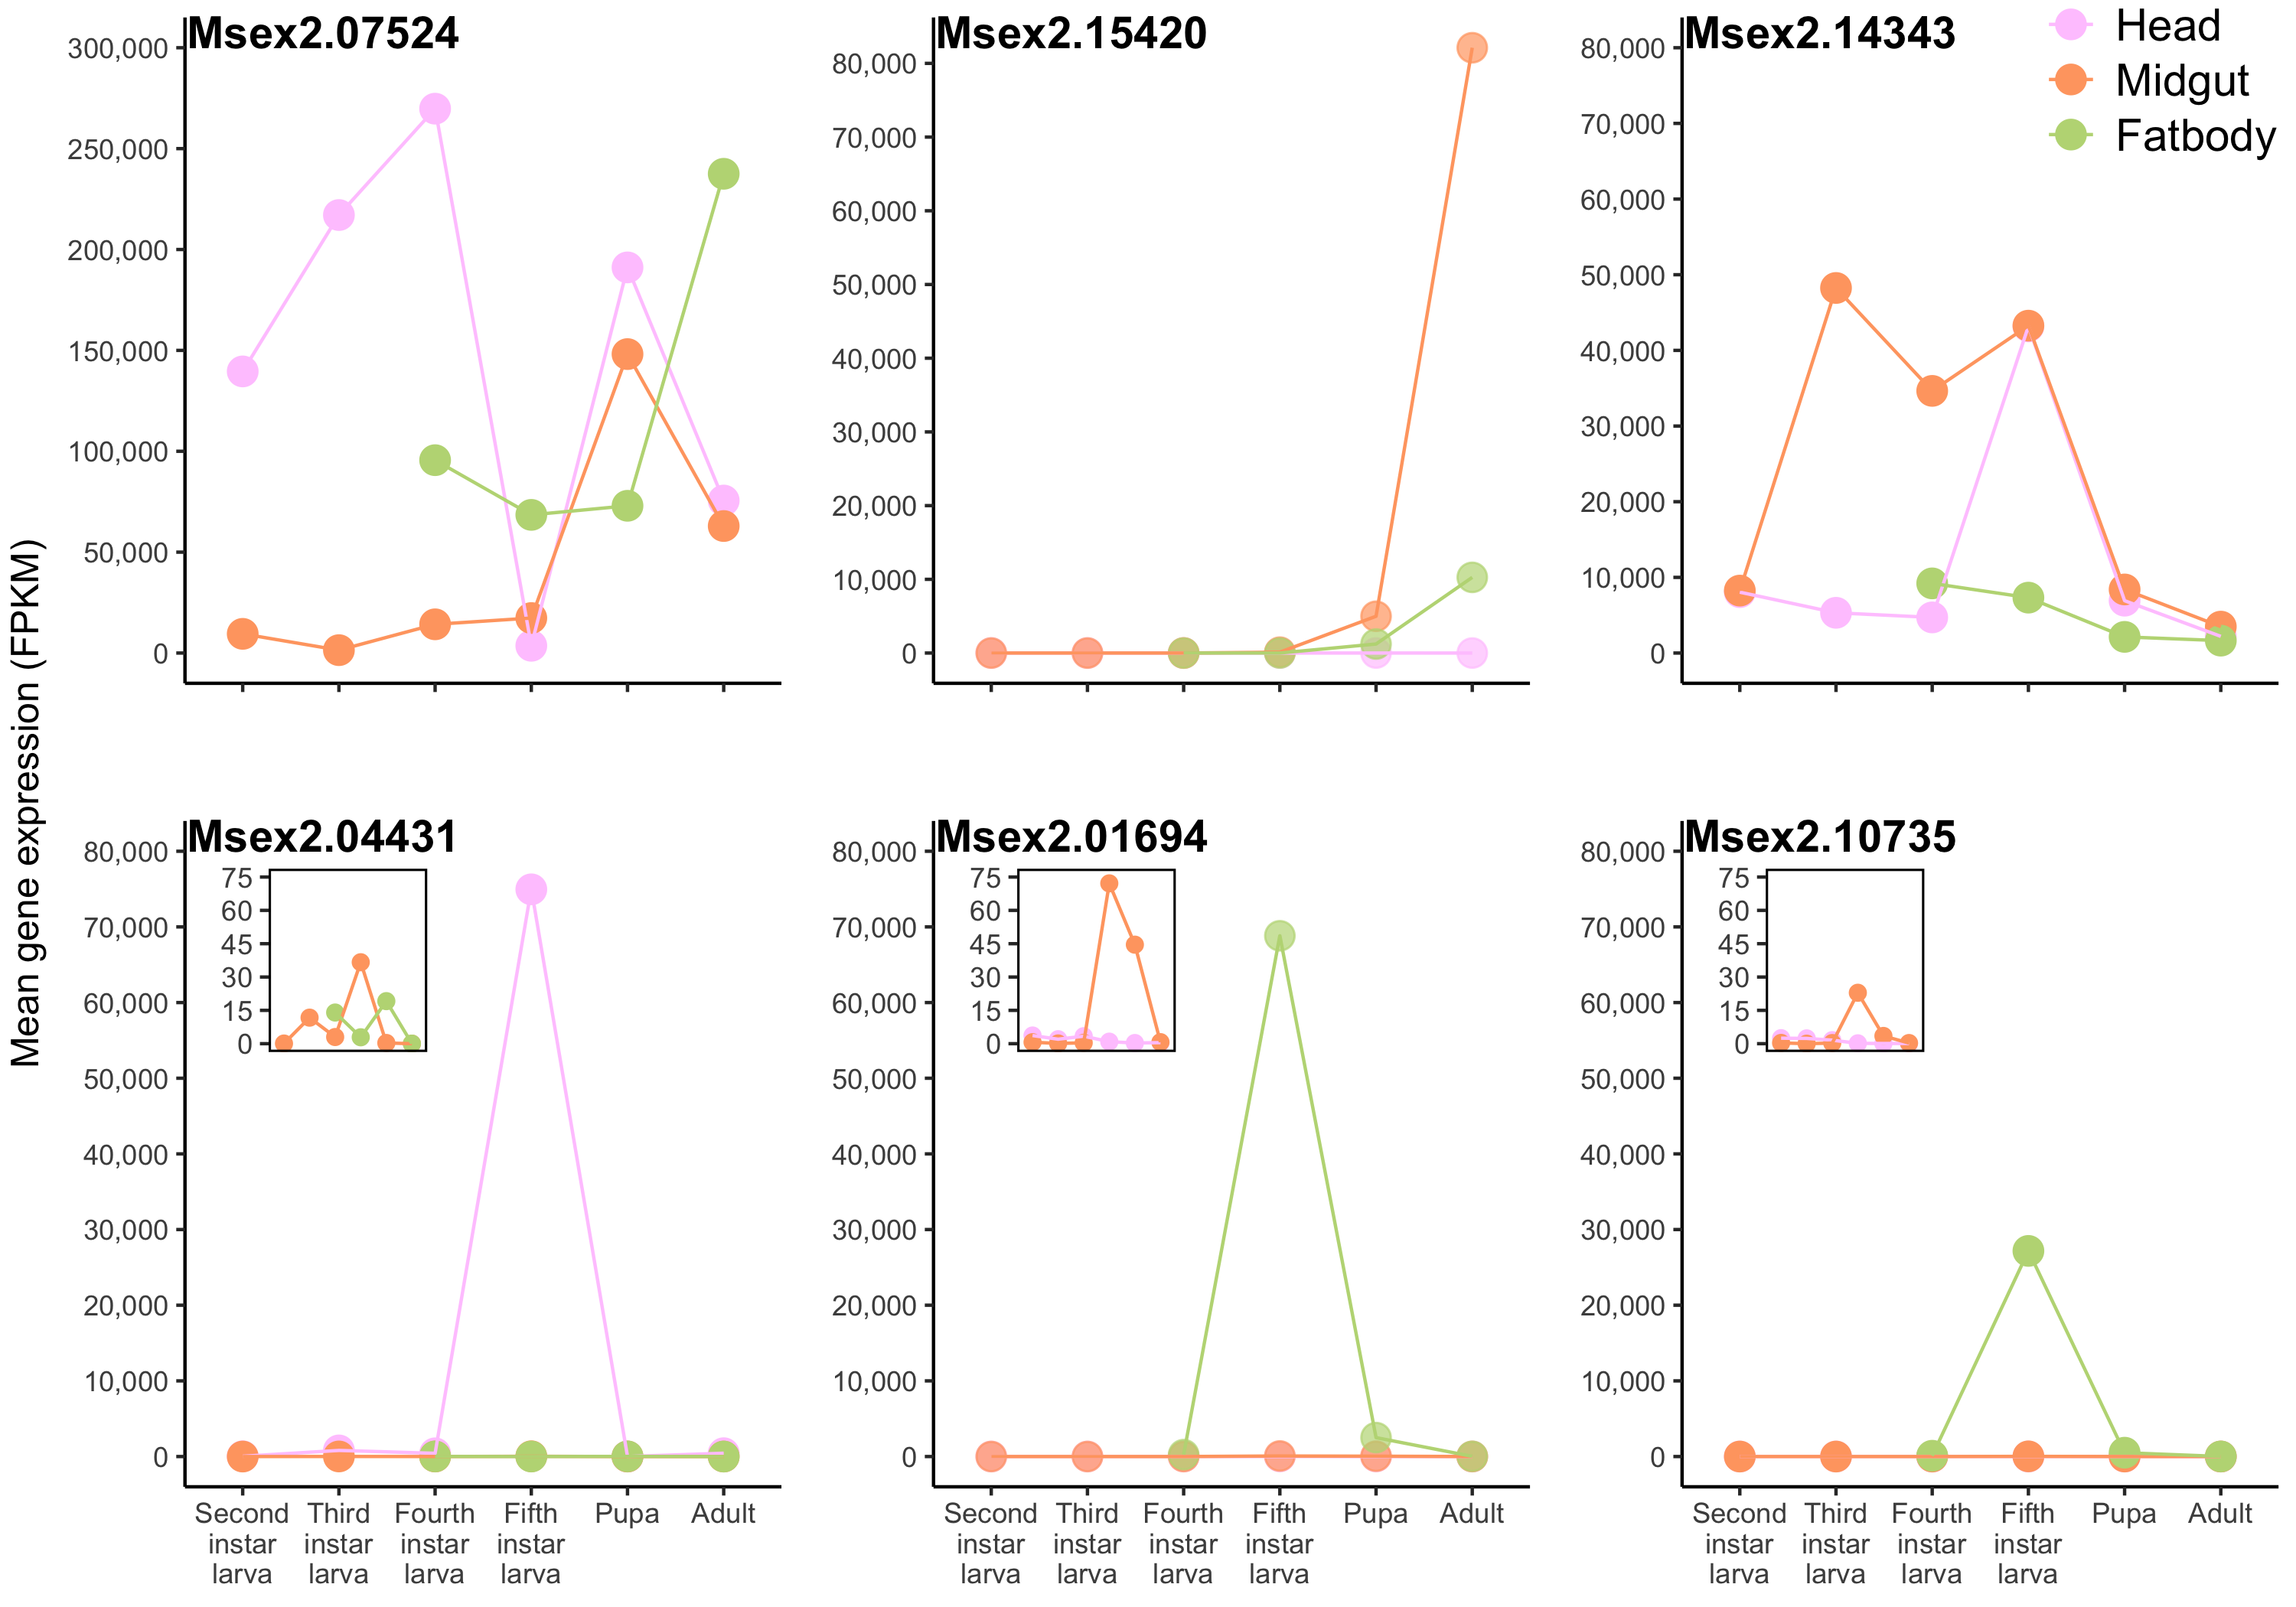 Mean gene expression (FPKM)
Msex2.07524
300,000
250,000
200,000
150,000
100,000
50,000
0
Msex2.15420
80,000
70,000
60,000
50,000
40,000
30,000
20,000
10,000
0
Msex2.14343
80,000
70,000
60,000
50,000
40,000
30,000
20,000
10,000
0
Head
Midgut
Fatbody
Msex2.04431
80,000
70,000
60,000
50,000
40,000
30,000
20,000
10,000
0
75
60
45
30
15
0
Second
instar
larva
Third
instar
larva
Fourth
instar
larva
Fifth
instar
larva
Pupa
Adult
Msex2.01694
80,000
70,000
60,000
50,000
40,000
30,000
20,000
10,000
0
75
60
45
30
15
0
Second
instar
larva
Third
instar
larva
Fourth
instar
larva
Fifth
instar
larva
Pupa
Adult
Msex2.10735
80,000
70,000
60,000
50,000
40,000
30,000
20,000
10,000
0
75
60
45
30
15
0
Second
instar
larva
Third
instar
larva
Fourth
instar
larva
Fifth
instar
larva
Pupa
Adult